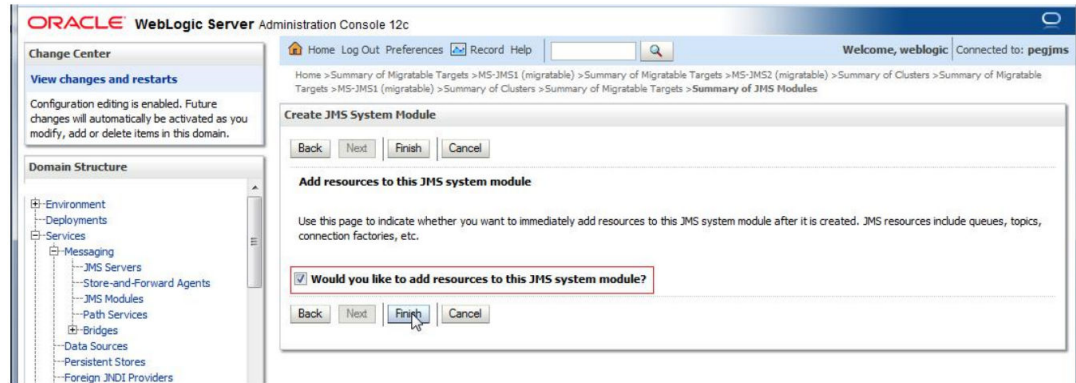 ORACLE WebLogic Server Administration Console 12c
Change Center
View changes and restarts
Configuration editing is enabled. Future
changes will automatically be activated as you
modify, add or delete items in this domain.
Domain Structure
Environment
Deployments
Services
Messaging
JMS Servers
Store-and-Forward Agents
JMS Modules
Path Services
Bridges
Data Sources
Persistent Stores
Foreign JNDI Providers
Home Log Out Preferences Record Help
Welcome, weblogic Connected to: pegjms
Home >Summary of Migratable Targets >MS-JMS1 (migratable) >Summary of Migratable Targets >MS-JMS2 (migratable) >Summary of Clusters >Summary of Migratable
Targets >MS-JMS1 (migratable) >Summary of Clusters >Summary of Migratable Targets >Summary of JMS Modules
Create JMS System Module
Back Next Finish Cancel
Add resources to this JMS system module
Use this page to indicate whether you want to immediately add resources to this JMS system module after it is created. JMS resources include queues, topics,
connection factories, etc.
Would you like to add resources to this JMS system module?
Back Next Finish Cancel